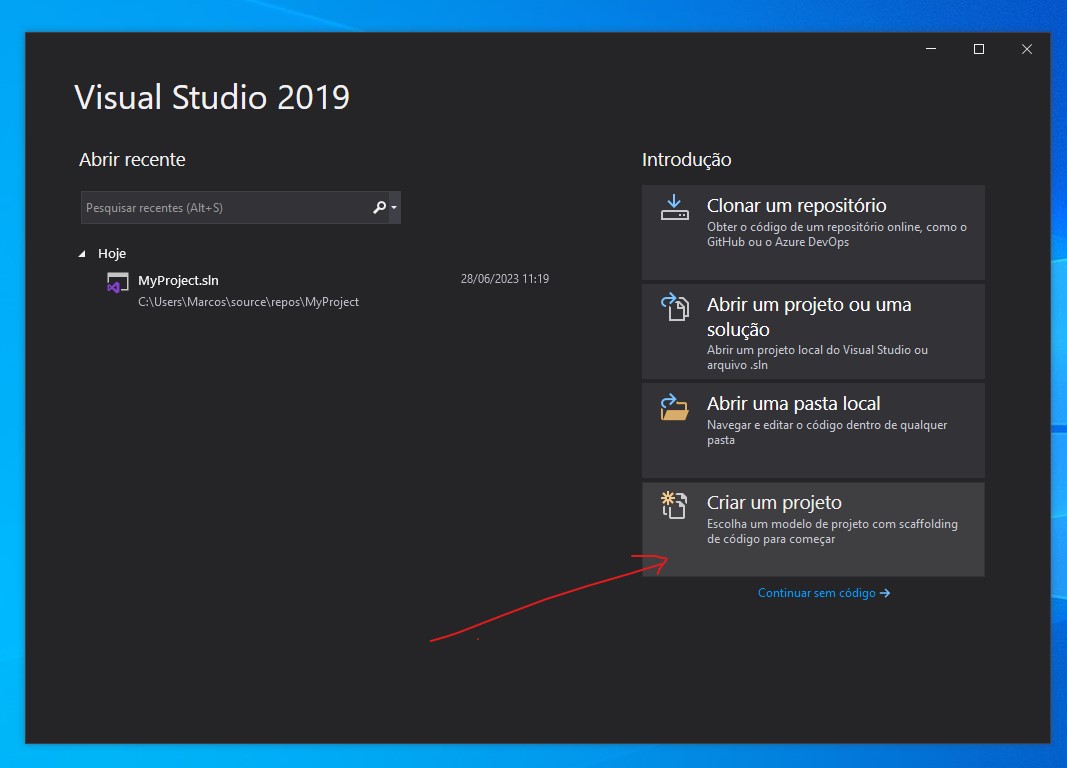 Visual Studio 2019
Abrir recente
Pesquisar recentes (Alt+S)
Hoje
MyProject.sln
28/06/2023 11:19
C:\Users\Marcos\source\repos\MyProject
Introdução
Clonar um repositório
Obter o código de um repositório online, como o
GitHub ou o Azure DevOps
Abrir um projeto ou uma
solução
Abrir um projeto local do Visual Studio ou
arquivo .sln
Abrir uma pasta local
Navegar e editar o código dentro de qualquer
pasta
Criar um projeto
Escolha um modelo de projeto com scaffolding
de código para começar
Continuar sem código